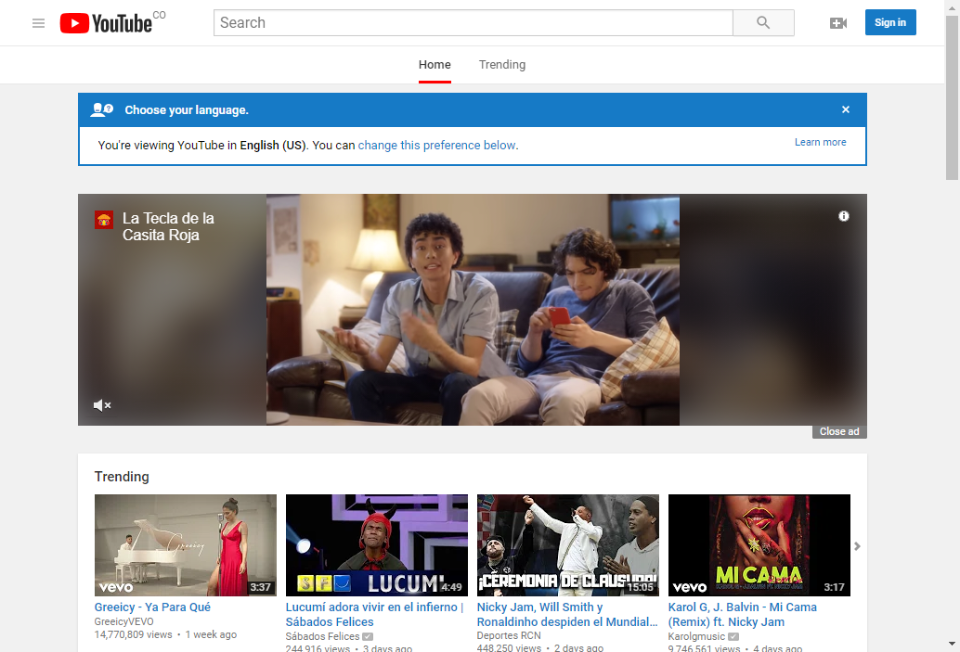 YouTube CO
Search
Sign in
Home
Trending
Choose your language.
×
You're viewing YouTube in English (US). You can change this preference below.
Learn more
La Tecla de la
Casita Roja
Close ad
Trending
Greeicy
vevo
3:37
SF
LUCUMÍ
4:49
¡CEREMONIA DE CLAUSURA!
15:05
MI CAMA
vevo
3:17
Greeicy - Ya Para Qué
GreeicyVEVO
14,770,809 views • 1 week ago
Lucumí adora vivir en el infierno |
Sábados Felices
Sábados Felices
244,916 views • 3 days ago
Nicky Jam, Will Smith y
Ronaldinho despiden el Mundial...
Deportes RCN
448,250 views • 2 days ago
Karol G, J. Balvin - Mi Cama
(Remix) ft. Nicky Jam
Karolgmusic
9,746,561 views • 4 days ago